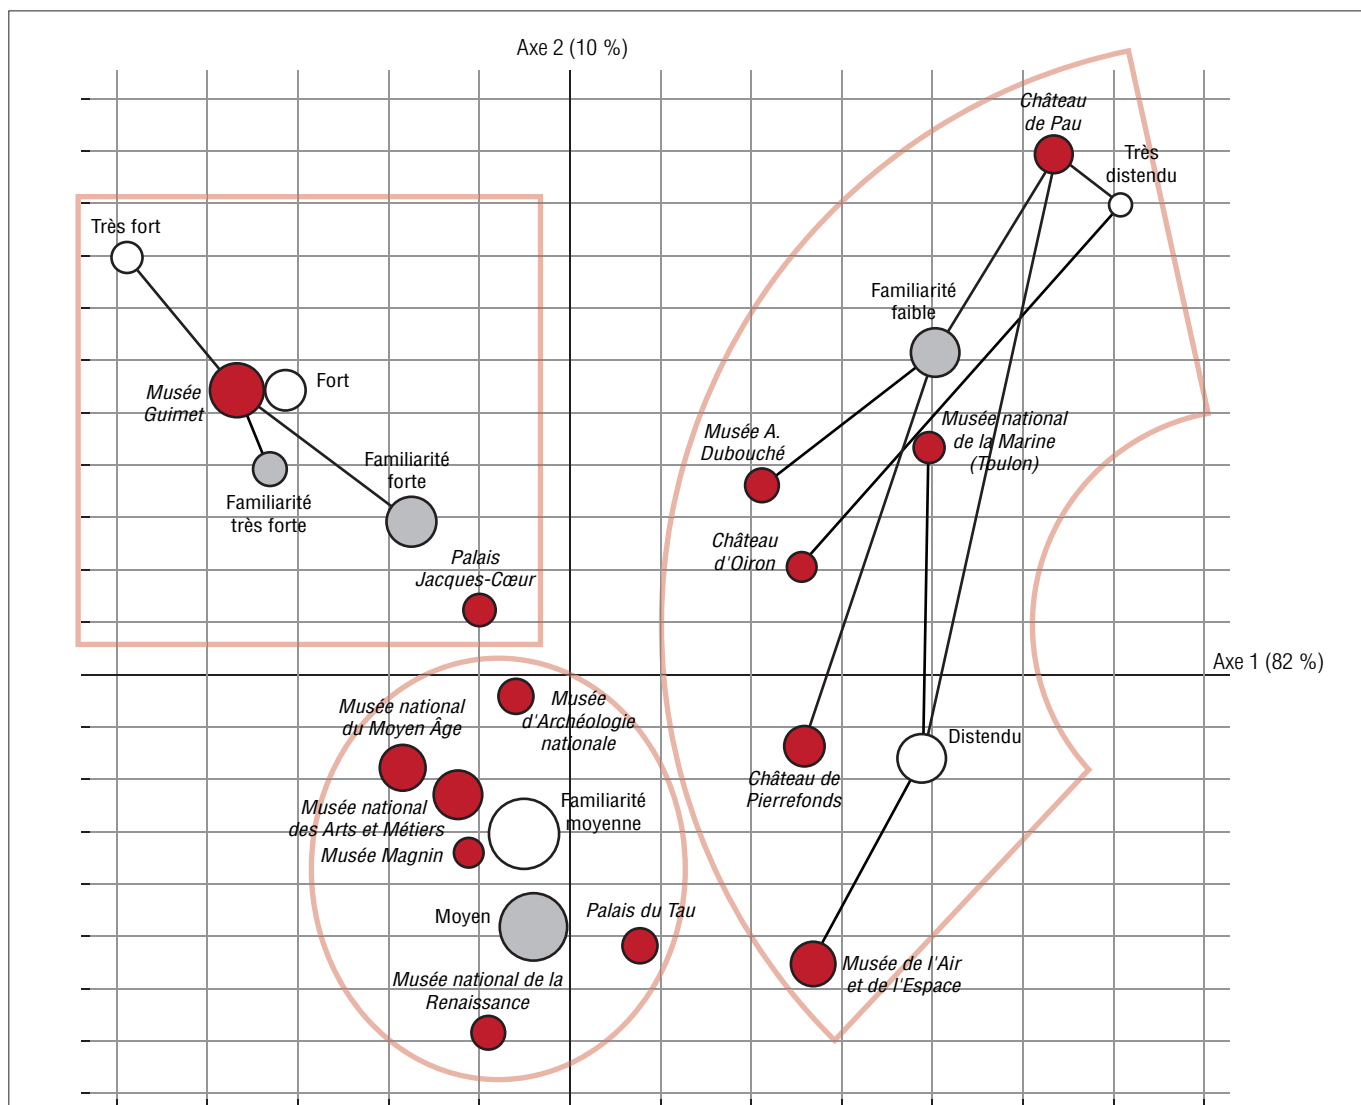 Axe 2 (10 %)
Château
de Pau
Très
distendu
Très fort
Familiarité
faible
Fort
Musée
Guimet
Musée national
de la Marine
(Toulon)
Musée A.
Dubouché
Familiarité
forte
Familiarité
très forte
Château
d'Oiron
Palais
Jacques-Cœur
Axe 1 (82 %)
Musée national
du Moyen Âge
Musée
d'Archéologie
nationale
Distendu
Château de
Pierrefonds
Musée national
des Arts et Métiers
Familiarité
moyenne
Musée Magnin
Moyen
Palais du Tau
Musée national de la
Renaissance
Musée de l'Air
et de l'Espace